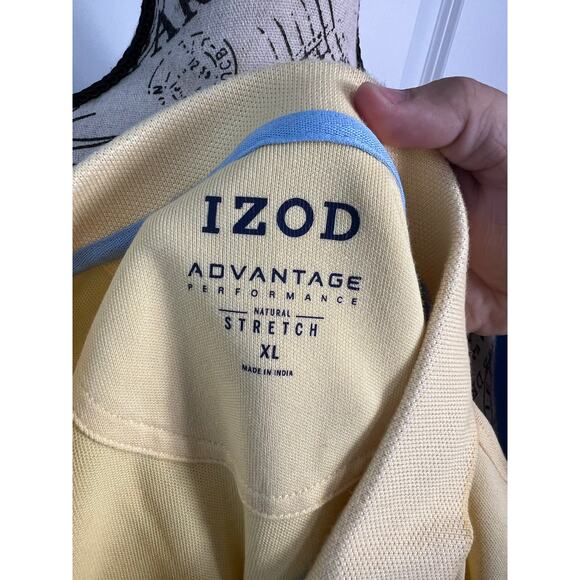 IZOD
ADVANTAGE
PERFORMANCE
NATURAL
STRETCH
XL
MADE IN INDIA